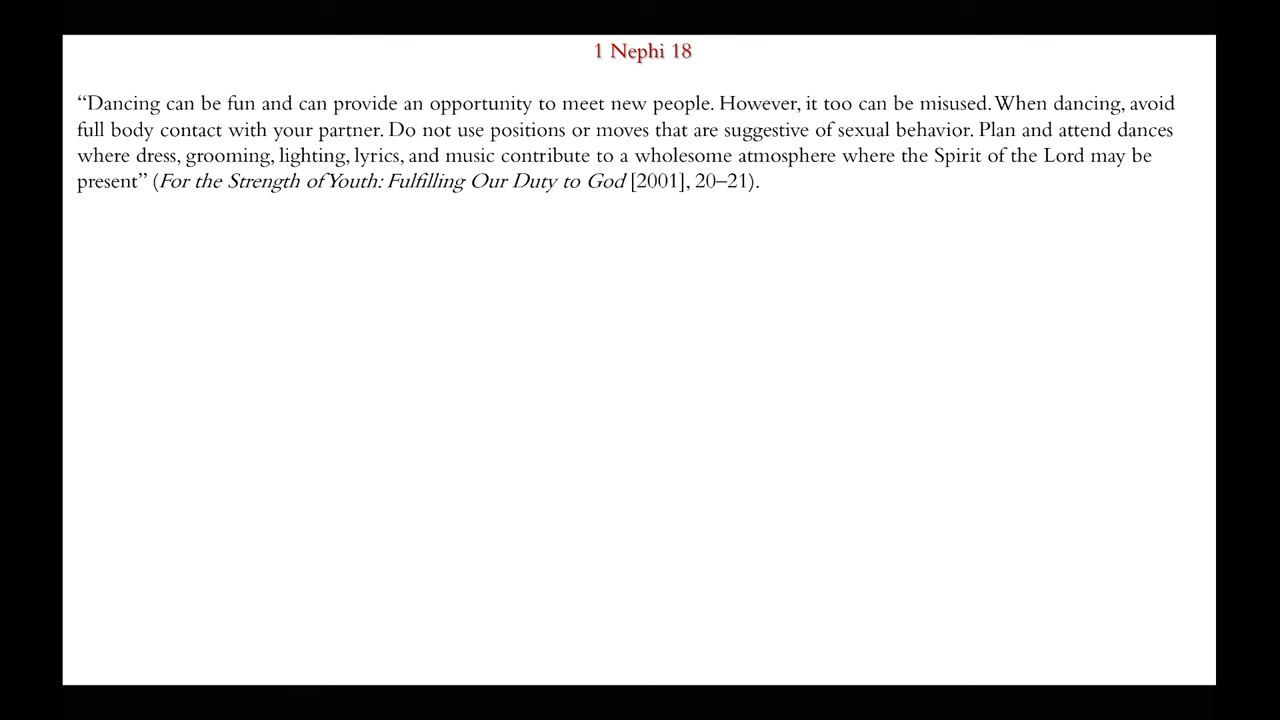 1 Nephi 18
“Dancing can be fun and can provide an opportunity to meet new people. However, it too can be misused. When dancing, avoid
full body contact with your partner. Do not use positions or moves that are suggestive of sexual behavior. Plan and attend dances
where dress, grooming, lighting, lyrics, and music contribute to a wholesome atmosphere where the Spirit of the Lord may be
present” (For the Strength of Youth: Fulfilling Our Duty to God [2001], 20–21).